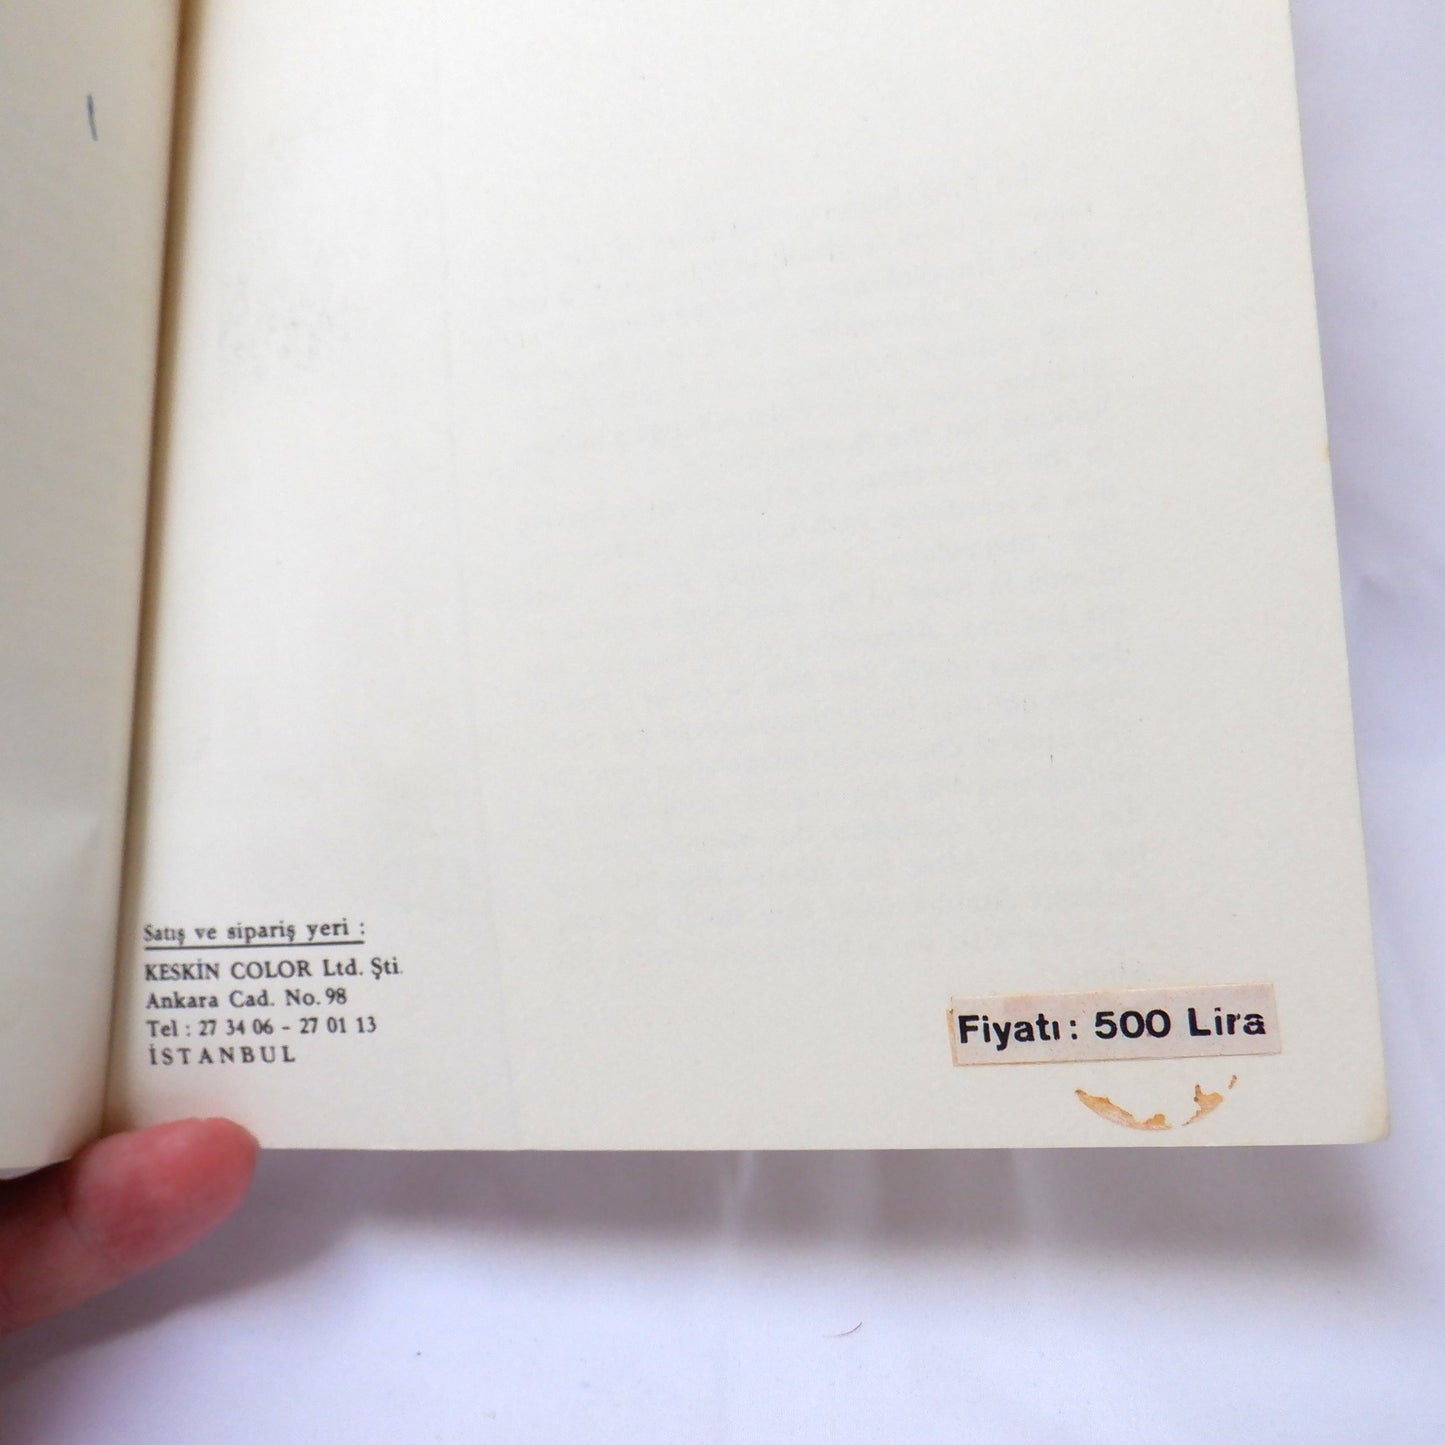 Satış ve sipariş yeri :
KESKİN COLOR Ltd. Şti.
Ankara Cad. No. 98
Tel : 27 34 06 - 27 01 13
İSTANBUL
Fiyatı : 500 Lira